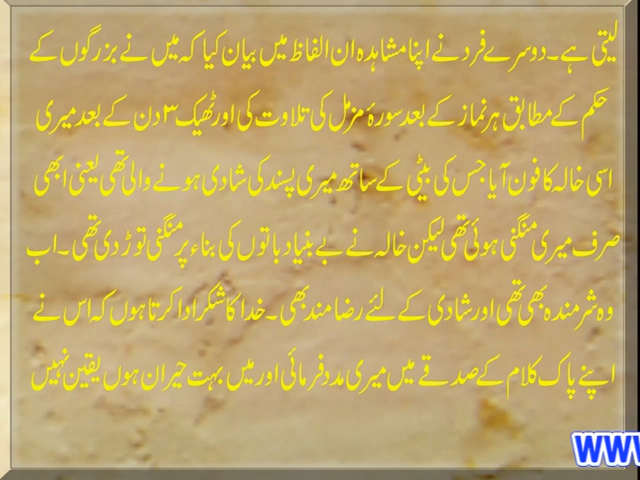 لیتی ہے۔ دوسرے فرد نے اپنا مشاہدہ ان الفاظ میں بیان کیا کہ میں نے بزرگوں کے
حکم کے مطابق ہر نماز کے بعد سورۂ مزمل کی تلاوت کی اور ٹھیک ۳ دن کے بعد میری
اسی خالہ کا فون آیا جس کی بیٹی کے ساتھ میری پسند کی شادی ہونے والی تھی یعنی ابھی
صرف میری منگنی ہوئی تھی لیکن خالہ نے بے بنیاد باتوں کی بناء پر منگنی توڑ دی تھی۔ اب
وہ شرمندہ بھی تھی اور شادی کے لئے رضامند بھی۔ خدا کا شکر ادا کرتا ہوں کہ اس نے
اپنے پاک کلام کے صدقے میں میری مدد فرمائی اور میں بہت حیران ہوں یقین نہیں
www